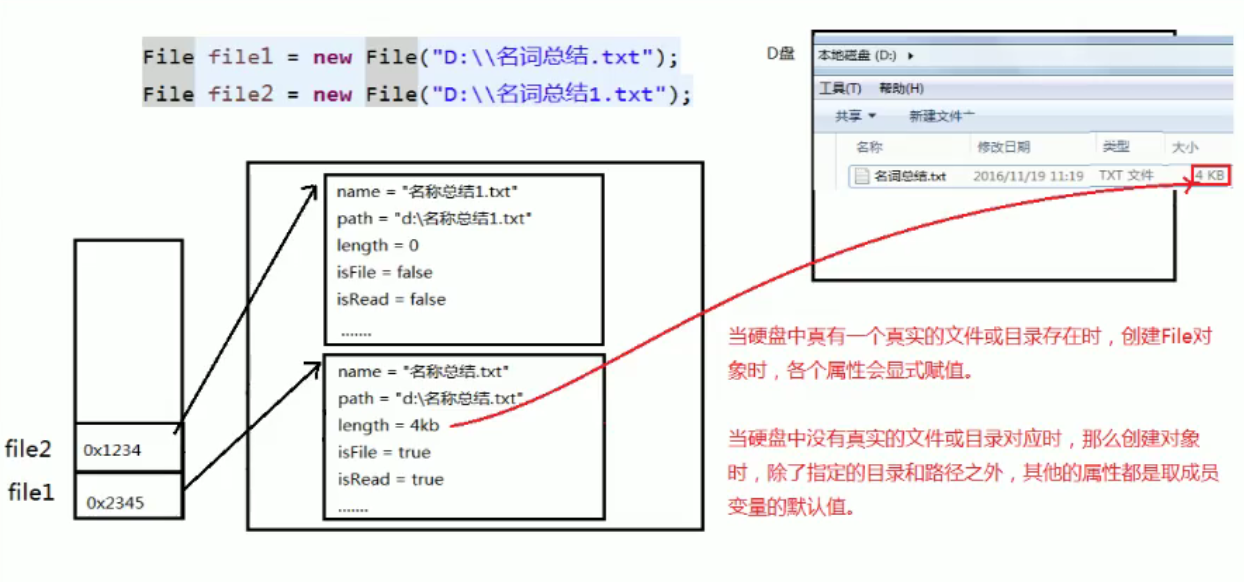 File file1 = new File("D:\\名词总结.txt");
File file2 = new File("D:\\名词总结1.txt");
D盘
本地磁盘 (D:)
工具(T) 帮助(H)
共享 新建文件
名称 修改日期 类型 大小
名词总结.txt 2016/11/19 11:19 TXT 文件 4 KB
name = "名称总结1.txt"
path = "d:\名称总结1.txt"
length = 0
isFile = false
isRead = false
.......
name = "名称总结.txt"
path = "d:\名称总结.txt"
length = 4kb
isFile = true
isRead = true
.......
file2 0x1234
file1 0x2345
当硬盘中真有一个真实的文件或目录存在时，创建File对
象时，各个属性会显式赋值。
当硬盘中没有真实的文件或目录对应时，那么创建对象
时，除了指定的目录和路径之外，其他的属性都是取成员
变量的默认值。